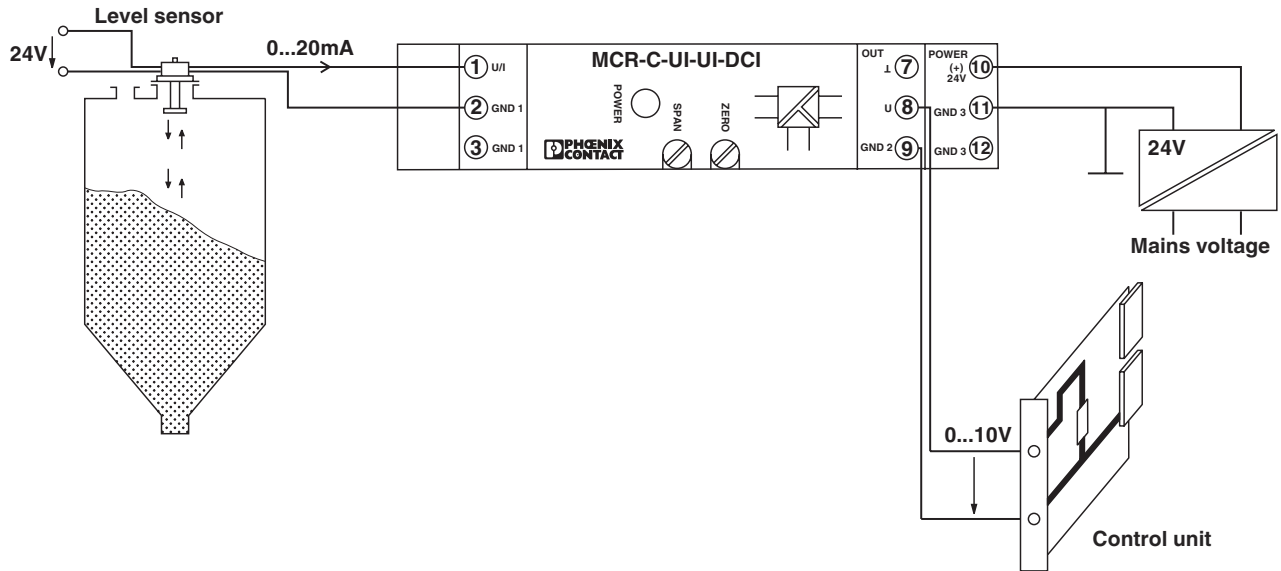 Level sensor
24V
0...20mA
1 U/I
2 GND 1
3 GND 1
MCR-C-UI-UI-DCI
POWER
SPAN
ZERO
PHŒNIX
CONTACT
OUT
⊥ 7
U 8
GND 2 9
POWER
(+)
24V
10
GND 3 11
GND 3 12
24V
Mains voltage
0...10V
Control unit